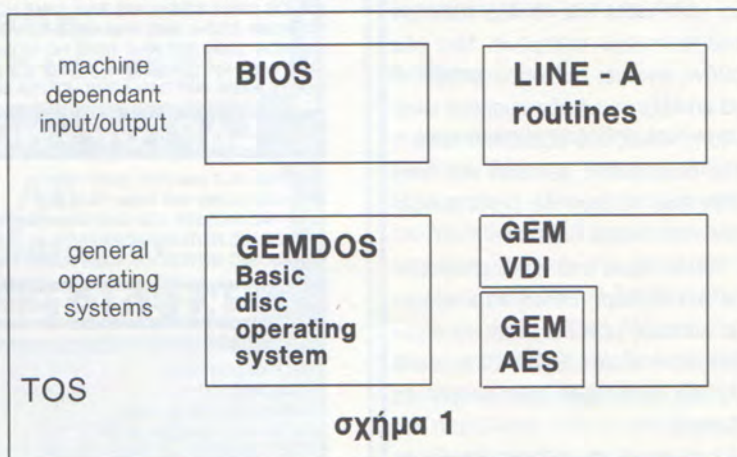 machine
dependant
input/output
BIOS
LINE - A
routines
general
operating
systems
GEMDOS
Basic
disc
operating
system
GEM
VDI
GEM
AES
TOS
σχήμα 1